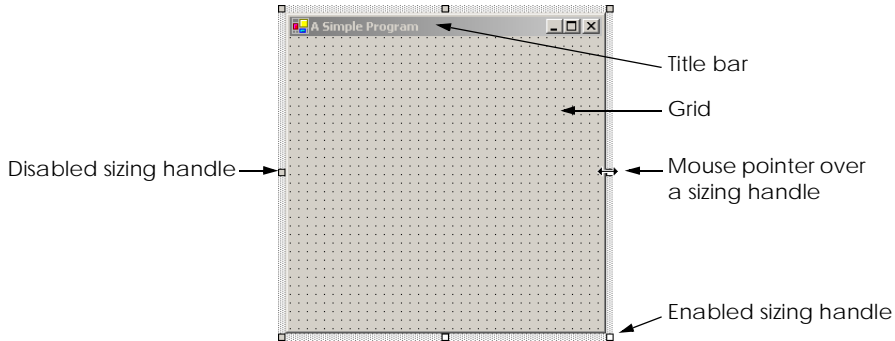 A Simple Program
Title bar
Grid
Disabled sizing handle
Mouse pointer over
a sizing handle
Enabled sizing handle